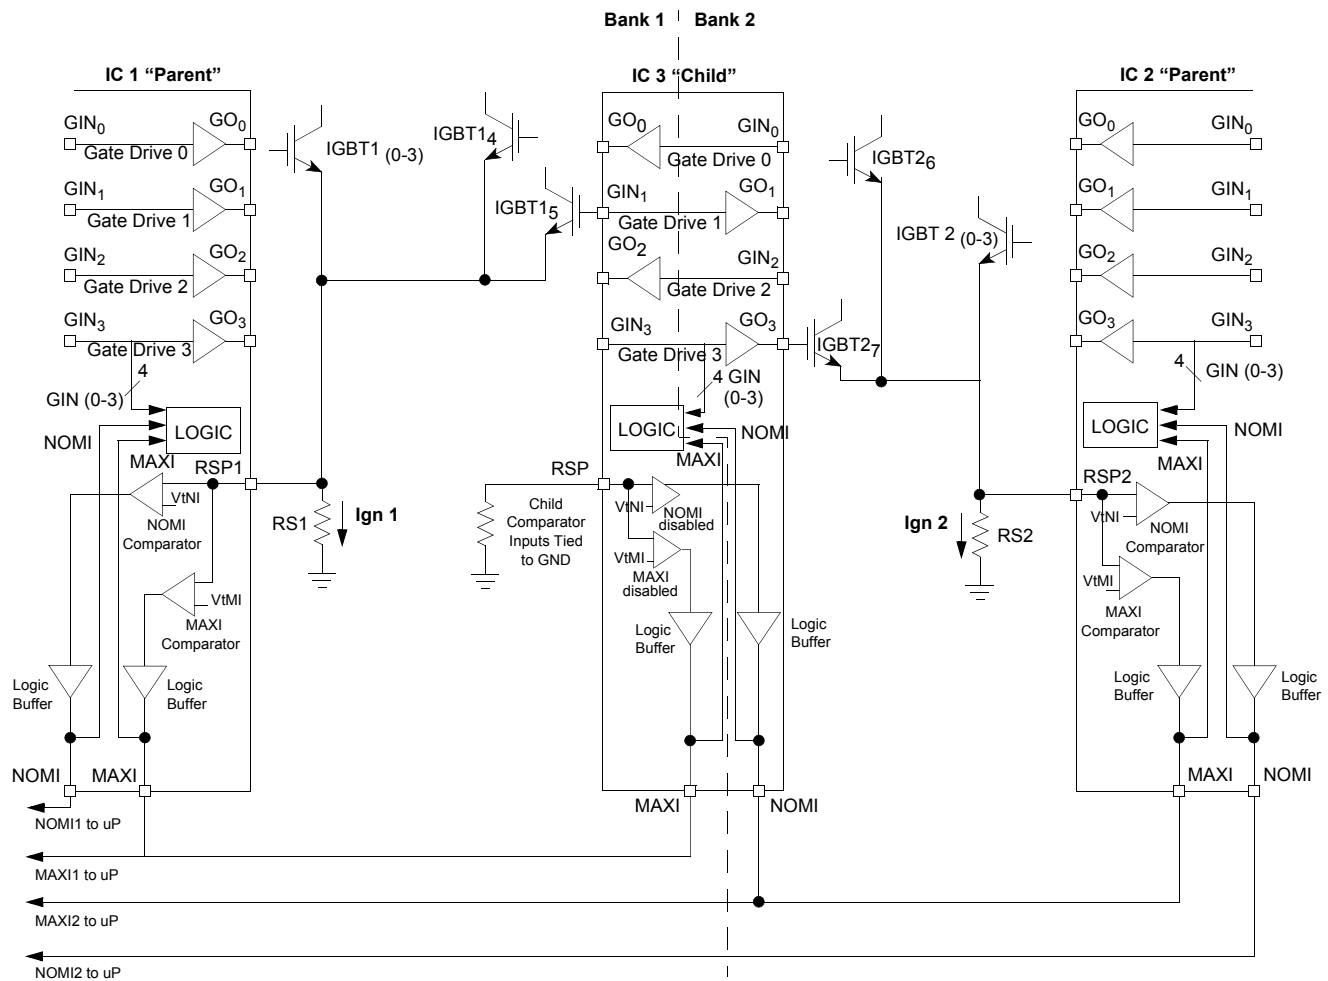 Bank 1 Bank 2
IC 1 “Parent”
IC 3 “Child”
IC 2 “Parent”
GIN0 GO0
Gate Drive 0
GIN1 GO1
Gate Drive 1
GIN2 GO2
Gate Drive 2
GIN3 GO3
Gate Drive 3
4
GIN (0-3)
LOGIC
NOMI
MAXI
RSP1
VtNI
NOMI
Comparator
VtMI
MAXI
Comparator
Logic
Buffer
Logic
Buffer
NOMI MAXI
IGBT1 (0-3)
IGBT14
IGBT15
RS1
Ign 1
GO0 GIN0
Gate Drive 0
GIN1 GO1
Gate Drive 1
GO2 GIN2
Gate Drive 2
GIN3 GO3
Gate Drive 3
4 GIN
(0-3)
LOGIC
NOMI
MAXI
RSP
Child
Comparator
Inputs Tied
to GND
VtNI
NOMI
disabled
VtMI
MAXI
disabled
Logic
Buffer
Logic
Buffer
MAXI NOMI
IGBT26
IGBT 2 (0-3)
IGBT27
Ign 2
RS2
GO0 GIN0
GO1 GIN1
GO2 GIN2
GO3 GIN3
4
GIN (0-3)
LOGIC
NOMI
MAXI
RSP2
VtNI
NOMI
Comparator
VtMI
MAXI
Comparator
Logic
Buffer
Logic
Buffer
MAXI NOMI
NOMI1 to uP
MAXI1 to uP
MAXI2 to uP
NOMI2 to uP